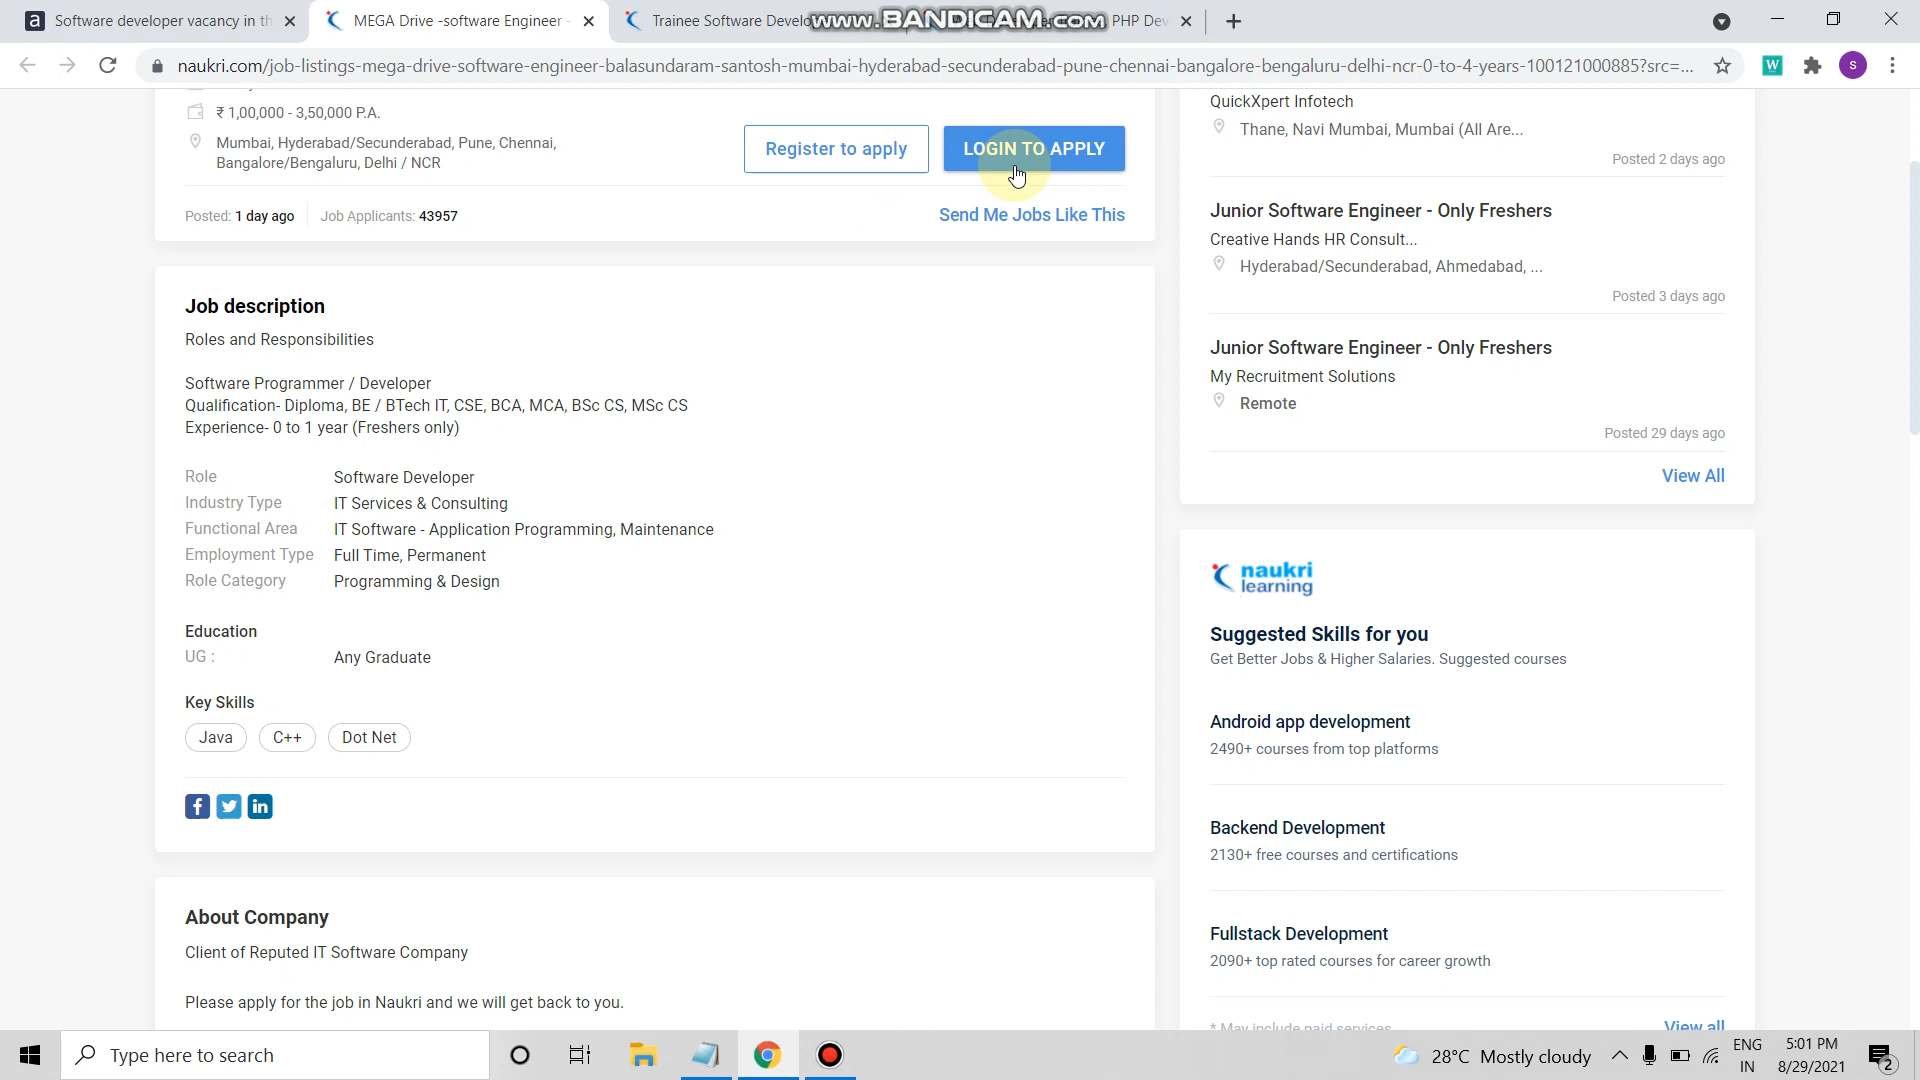 Software developer vacancy in th
MEGA Drive -software Engineer -
Trainee Software Develo
PHP Dev
www.BANDICAM.com
naukri.com/job-listings-mega-drive-software-engineer-balasundaram-santosh-mumbai-hyderabad-secunderabad-pune-chennai-bangalore-bengaluru-delhi-ncr-0-to-4-years-100121000885?src=...
₹ 1,00,000 - 3,50,000 P.A.
Mumbai, Hyderabad/Secunderabad, Pune, Chennai,
Bangalore/Bengaluru, Delhi / NCR
Register to apply
LOGIN TO APPLY
Posted: 1 day ago
Job Applicants: 43957
Send Me Jobs Like This
Job description
Roles and Responsibilities
Software Programmer / Developer
Qualification- Diploma, BE / BTech IT, CSE, BCA, MCA, BSc CS, MSc CS
Experience- 0 to 1 year (Freshers only)
Role Software Developer
Industry Type IT Services & Consulting
Functional Area IT Software - Application Programming, Maintenance
Employment Type Full Time, Permanent
Role Category Programming & Design
Education
UG : Any Graduate
Key Skills
Java
C++
Dot Net
About Company
Client of Reputed IT Software Company
Please apply for the job in Naukri and we will get back to you.
QuickXpert Infotech
Thane, Navi Mumbai, Mumbai (All Are...
Posted 2 days ago
Junior Software Engineer - Only Freshers
Creative Hands HR Consult...
Hyderabad/Secunderabad, Ahmedabad, ...
Posted 3 days ago
Junior Software Engineer - Only Freshers
My Recruitment Solutions
Remote
Posted 29 days ago
View All
naukri
learning
Suggested Skills for you
Get Better Jobs & Higher Salaries. Suggested courses
Android app development
2490+ courses from top platforms
Backend Development
2130+ free courses and certifications
Fullstack Development
2090+ top rated courses for career growth
* May include paid services
View all
Type here to search
28°C Mostly cloudy
ENG
IN
5:01 PM
8/29/2021
2